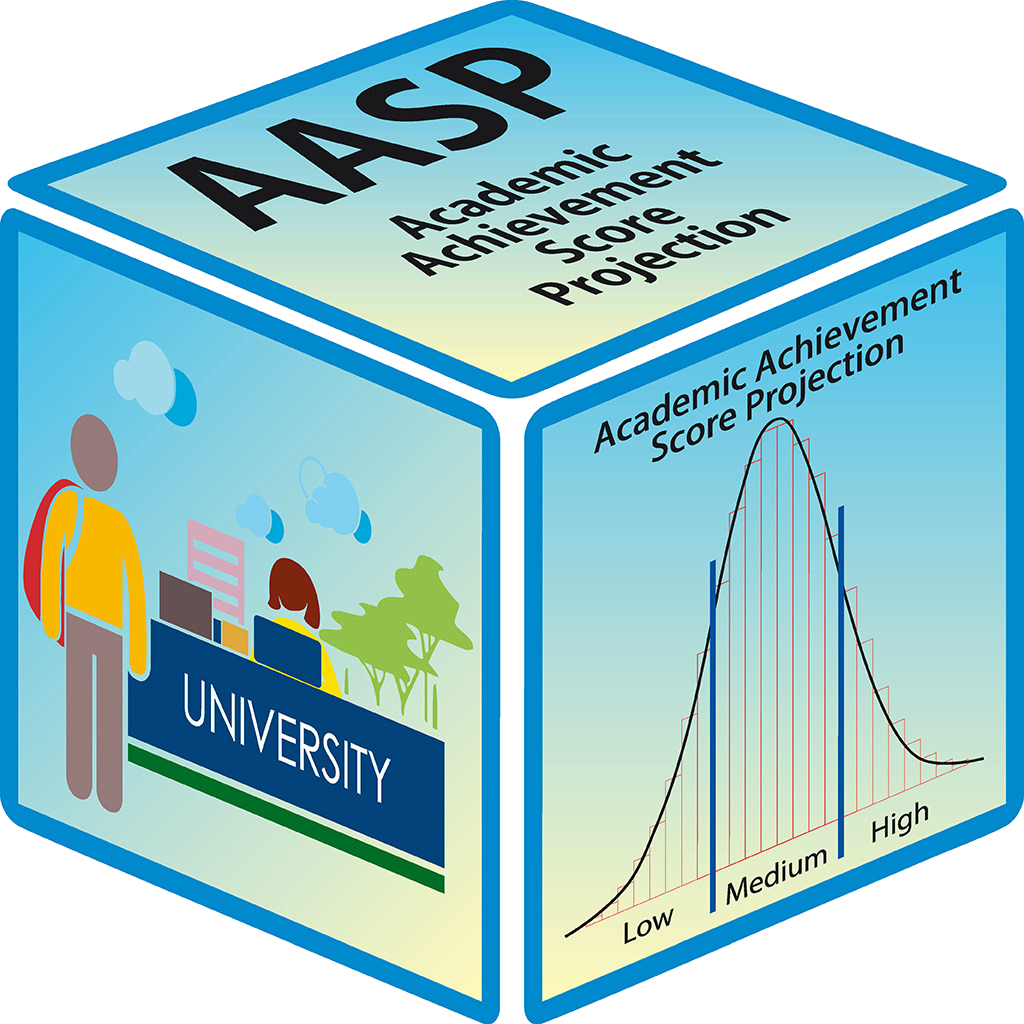 AASP
Academic
Achievement
Score
Projection
UNIVERSITY
Academic Achievement
Score Projection
Low
Medium
High